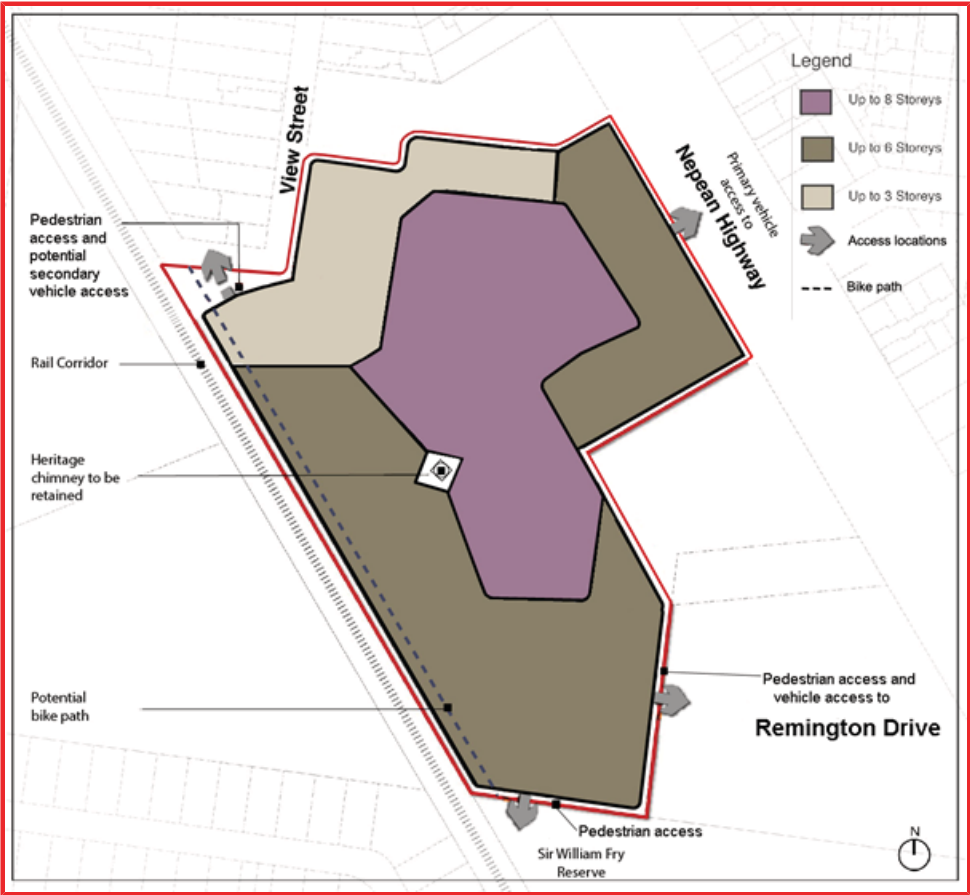 Legend
Up to 8 Storeys
Up to 6 Storeys
Up to 3 Storeys
Access locations
Bike path
View Street
Primary vehicle
access to
Nepean Highway
Pedestrian
access and
potential
secondary
vehicle access
Rail Corridor
Heritage
chimney to be
retained
Potential
bike path
Pedestrian access and
vehicle access to
Remington Drive
Pedestrian access
Sir William Fry
Reserve
N